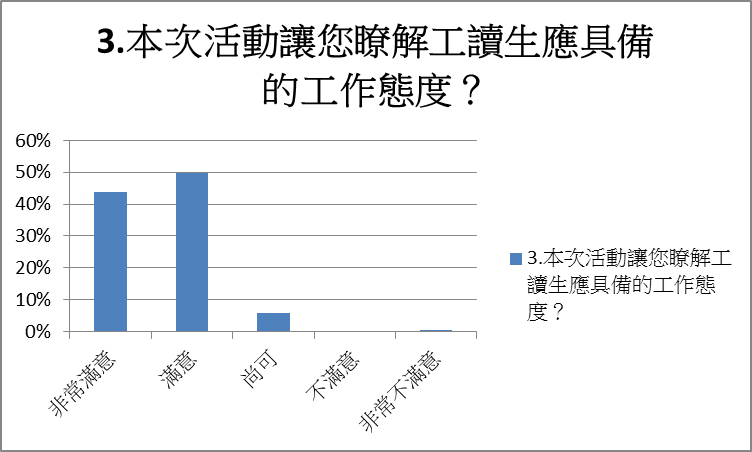 3.本次活動讓您瞭解工讀生應具備
的工作態度？
60%
50%
40%
30%
20%
10%
0%
非常滿意
滿意
尚可
不滿意
非常不滿意
3.本次活動讓您瞭解工
讀生應具備的工作態
度？